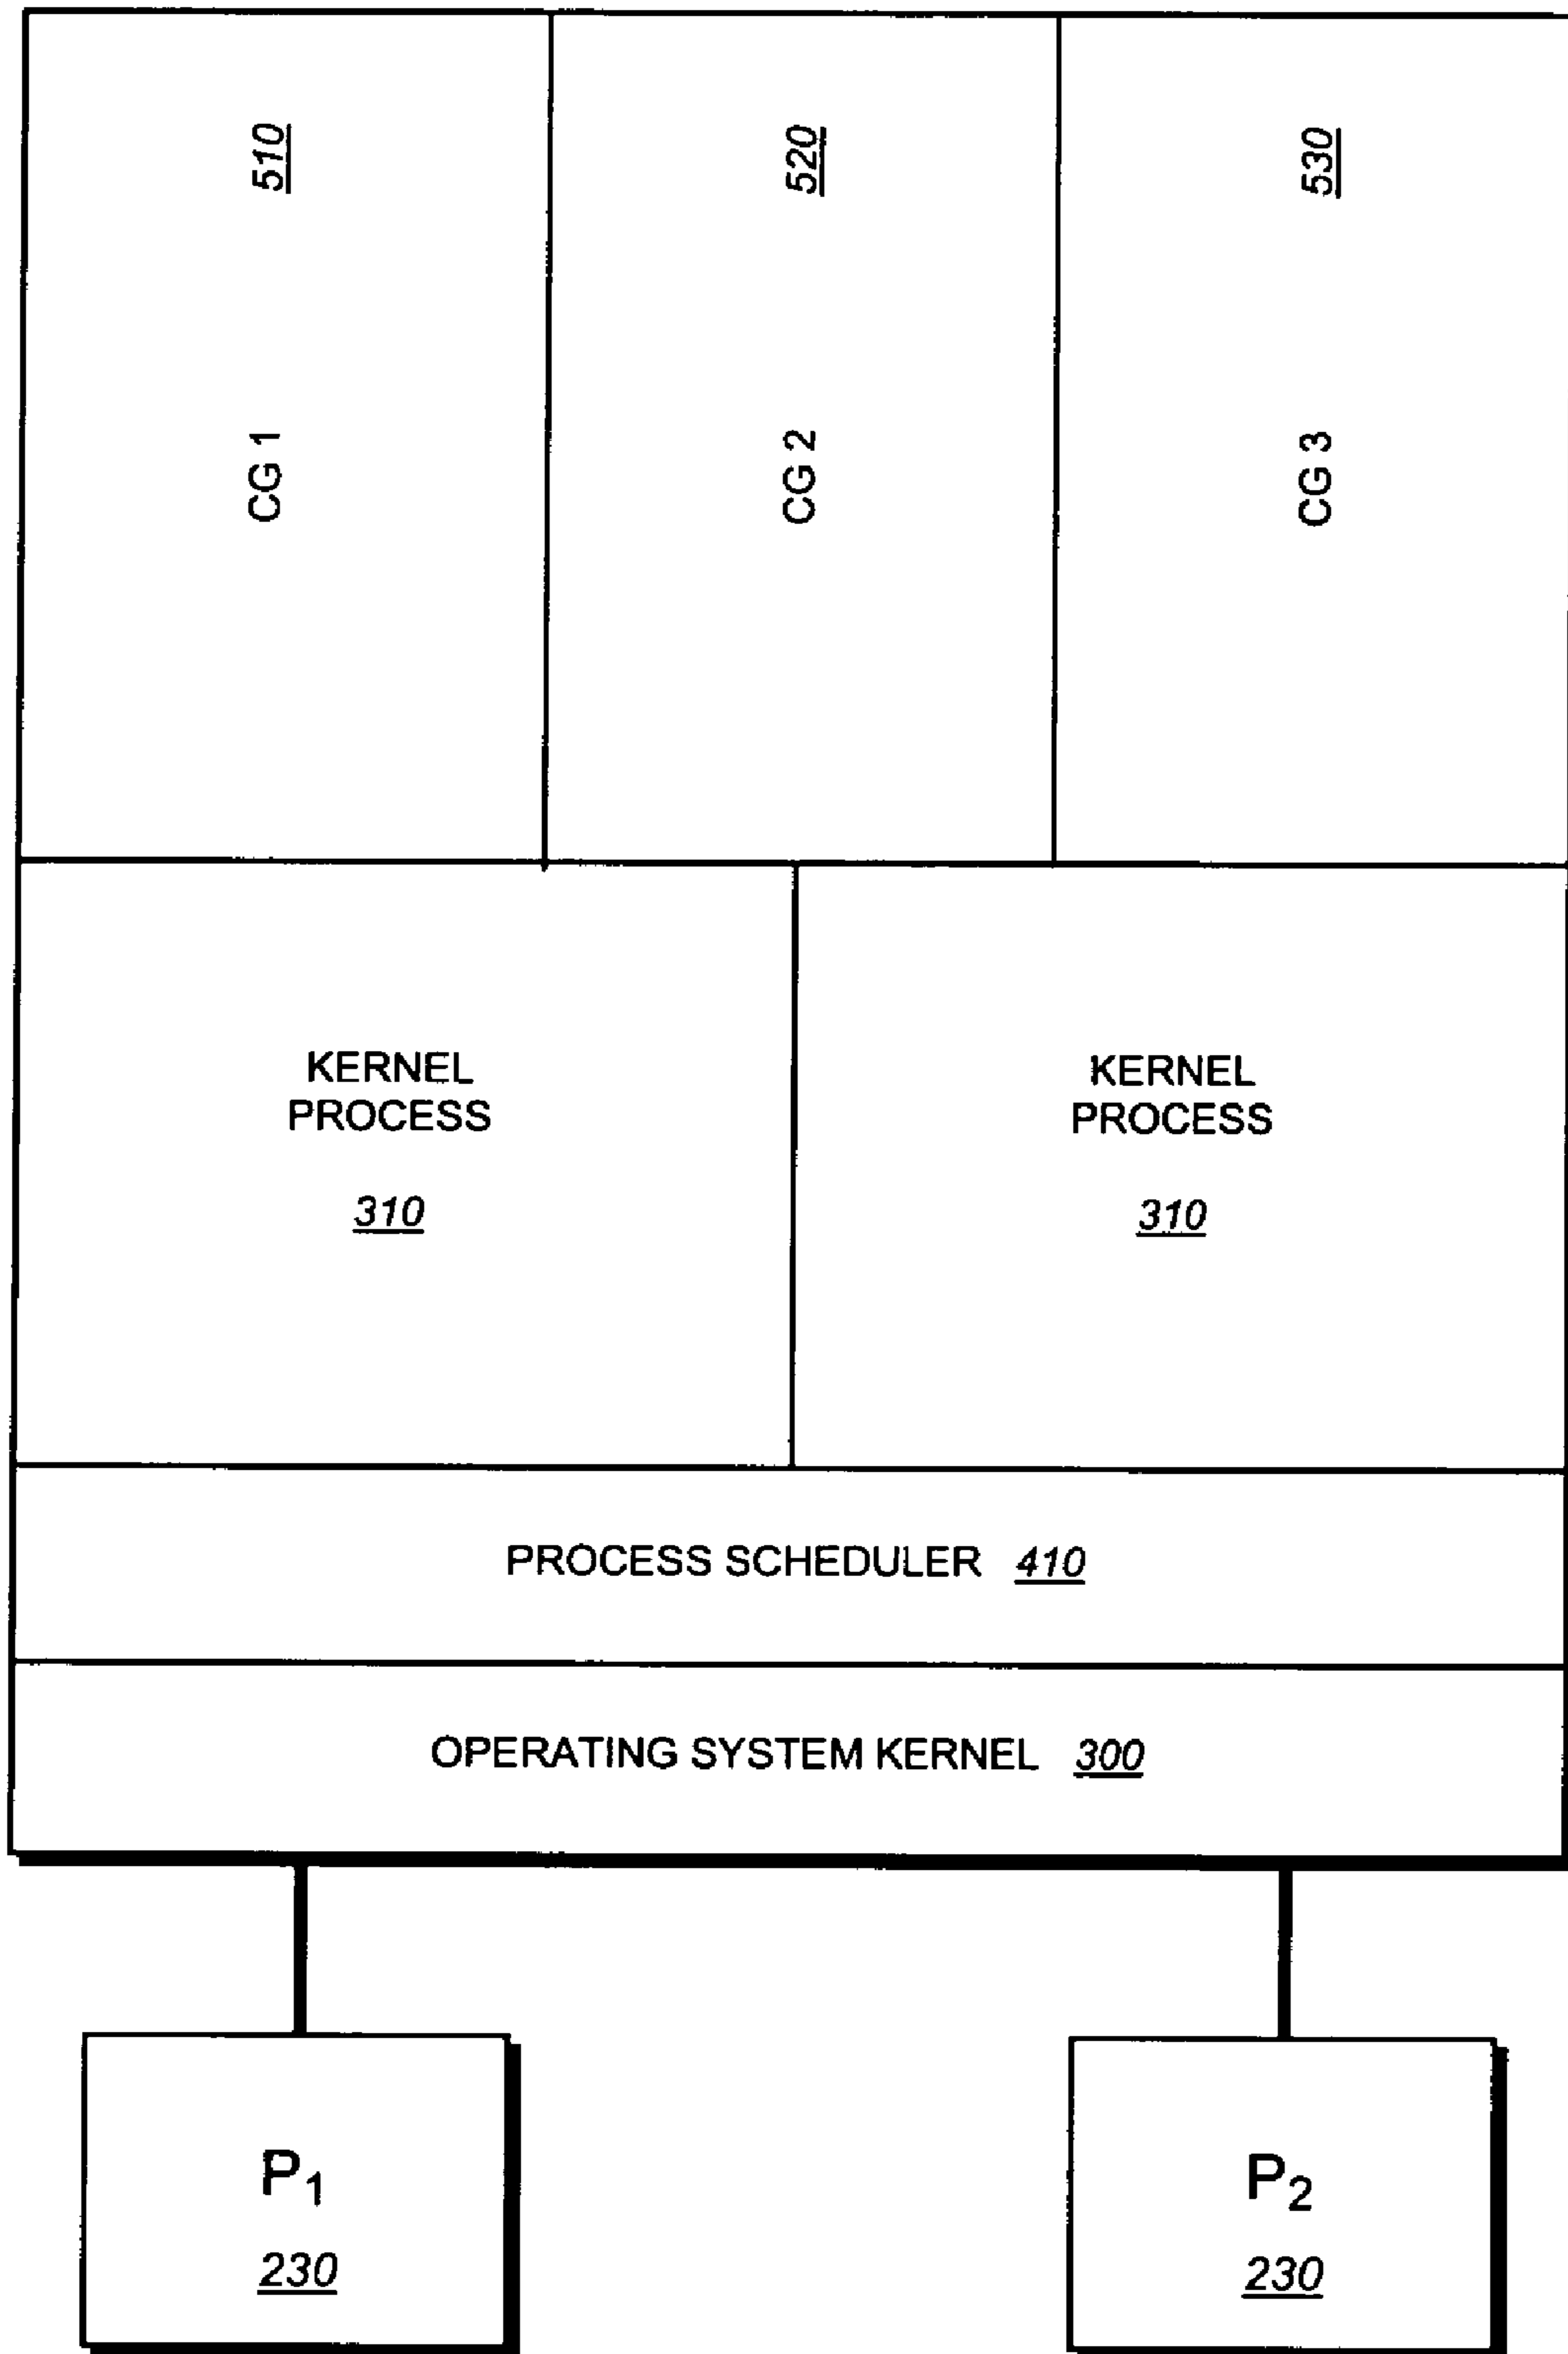 510
520
530
CG 1
CG 2
CG 3
KERNEL
PROCESS
310
KERNEL
PROCESS
310
PROCESS SCHEDULER 410
OPERATING SYSTEM KERNEL 300
P₁
230
P₂
230